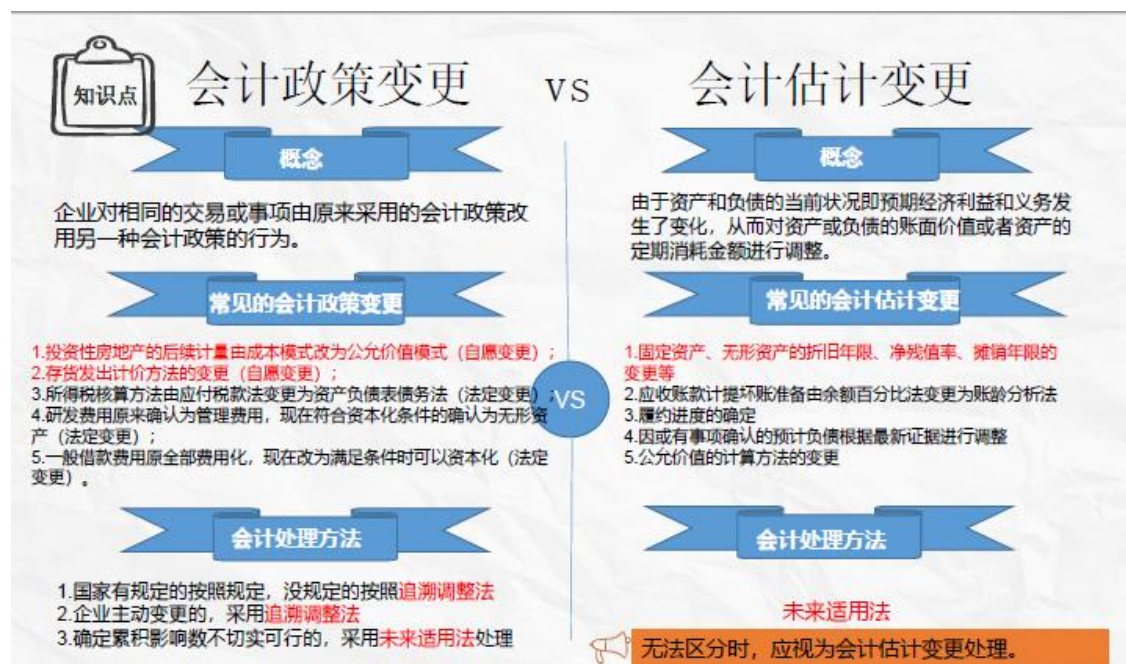 知识点
会计政策变更
vs
会计估计变更
概念
企业对相同的交易或事项由原来采用的会计政策改
用另一种会计政策的行为。
常见的会计政策变更
1.投资性房地产的后续计量由成本模式改为公允价值模式（自愿变更）;
2.存货发出计价方法的变更（自愿变更）;
3.所得税核算方法由应付税款法变更为资产负债表债务法（法定变更）;
4.研发费用原来确认为管理费用，现在符合资本化条件的确认为无形资
产（法定变更）;
5.一般借款费用原全部费用化，现在改为满足条件时可以资本化（法定
变更）。
会计处理方法
1.国家有规定的按照规定，没规定的按照追溯调整法
2.企业主动变更的，采用追溯调整法
3.确定累积影响数不切实可行的，采用未来适用法处理
VS
概念
由于资产和负债的当前状况即预期经济利益和义务发
生了变化，从而对资产或负债的账面价值或者资产的
定期消耗金额进行调整。
常见的会计估计变更
1.固定资产、无形资产的折旧年限、净残值率、摊销年限的
变更等
2.应收账款计提坏账准备由余额百分比法变更为账龄分析法
3.履约进度的确定
4.因或有事项确认的预计负债根据最新证据进行调整
5.公允价值的计算方法的变更
会计处理方法
未来适用法
无法区分时，应视为会计估计变更处理。